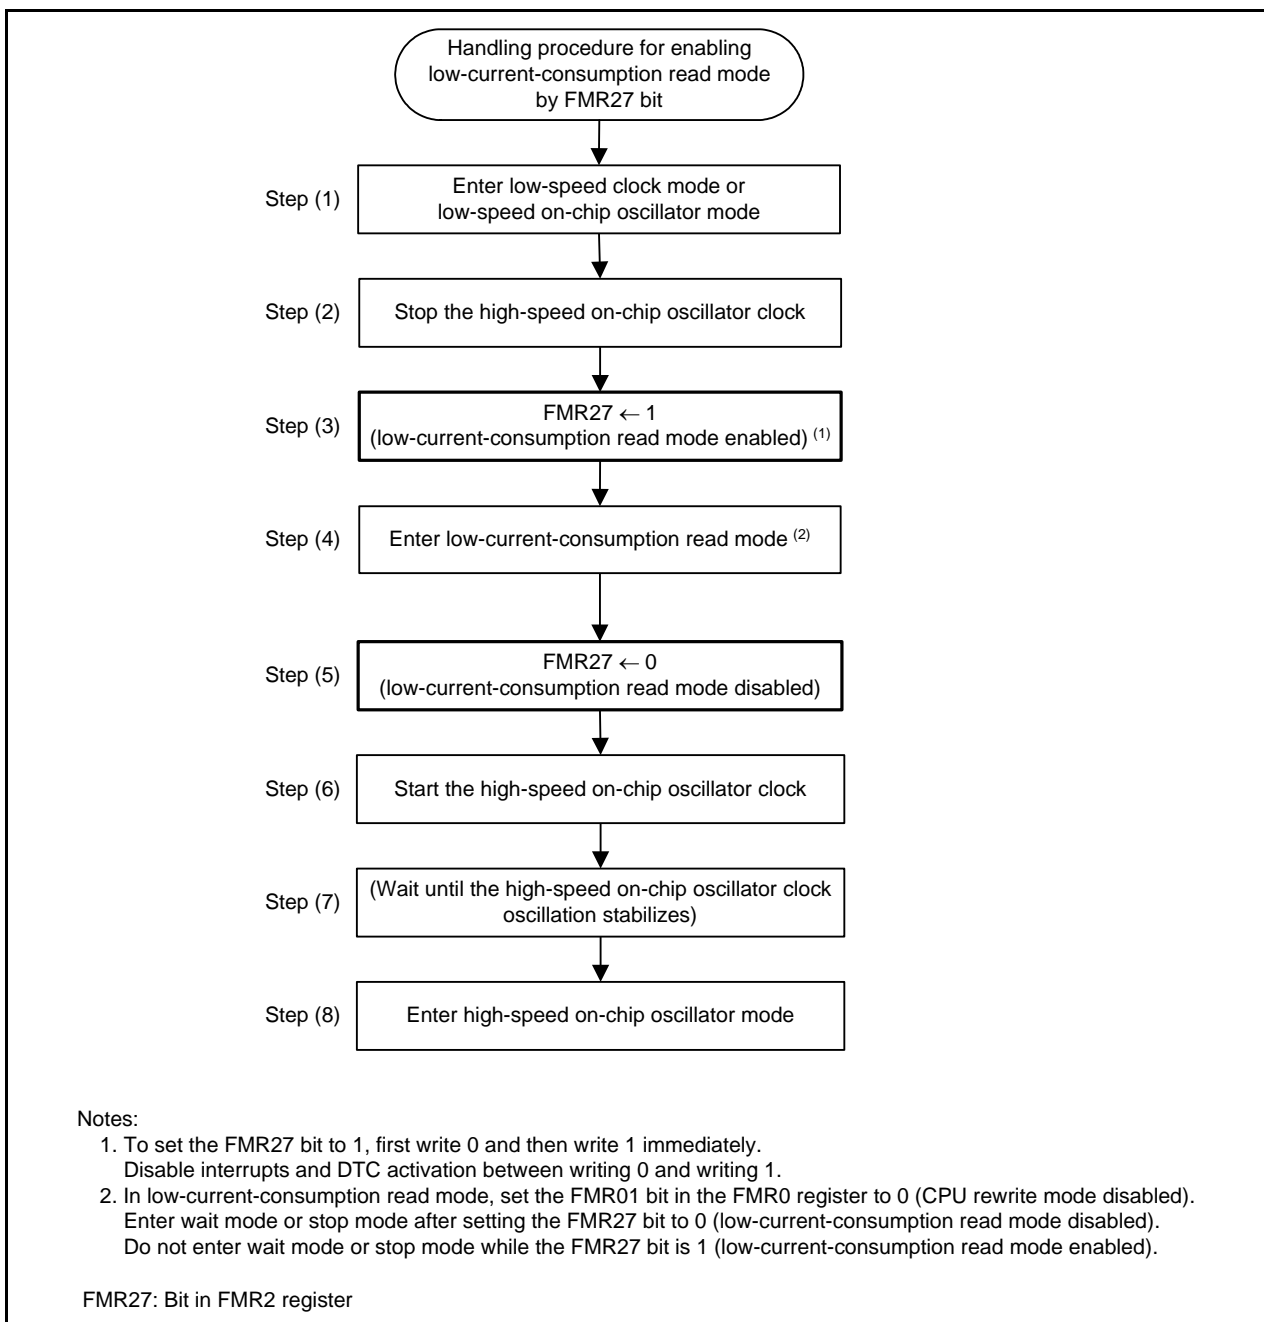 Handling procedure for enabling
low-current-consumption read mode
by FMR27 bit
Step (1)
Enter low-speed clock mode or
low-speed on-chip oscillator mode
Step (2)
Stop the high-speed on-chip oscillator clock
Step (3)
FMR27 ← 1
(low-current-consumption read mode enabled) (1)
Step (4)
Enter low-current-consumption read mode (2)
Step (5)
FMR27 ← 0
(low-current-consumption read mode disabled)
Step (6)
Start the high-speed on-chip oscillator clock
Step (7)
(Wait until the high-speed on-chip oscillator clock
oscillation stabilizes)
Step (8)
Enter high-speed on-chip oscillator mode
Notes:
1. To set the FMR27 bit to 1, first write 0 and then write 1 immediately.
Disable interrupts and DTC activation between writing 0 and writing 1.
2. In low-current-consumption read mode, set the FMR01 bit in the FMR0 register to 0 (CPU rewrite mode disabled).
Enter wait mode or stop mode after setting the FMR27 bit to 0 (low-current-consumption read mode disabled).
Do not enter wait mode or stop mode while the FMR27 bit is 1 (low-current-consumption read mode enabled).
FMR27: Bit in FMR2 register